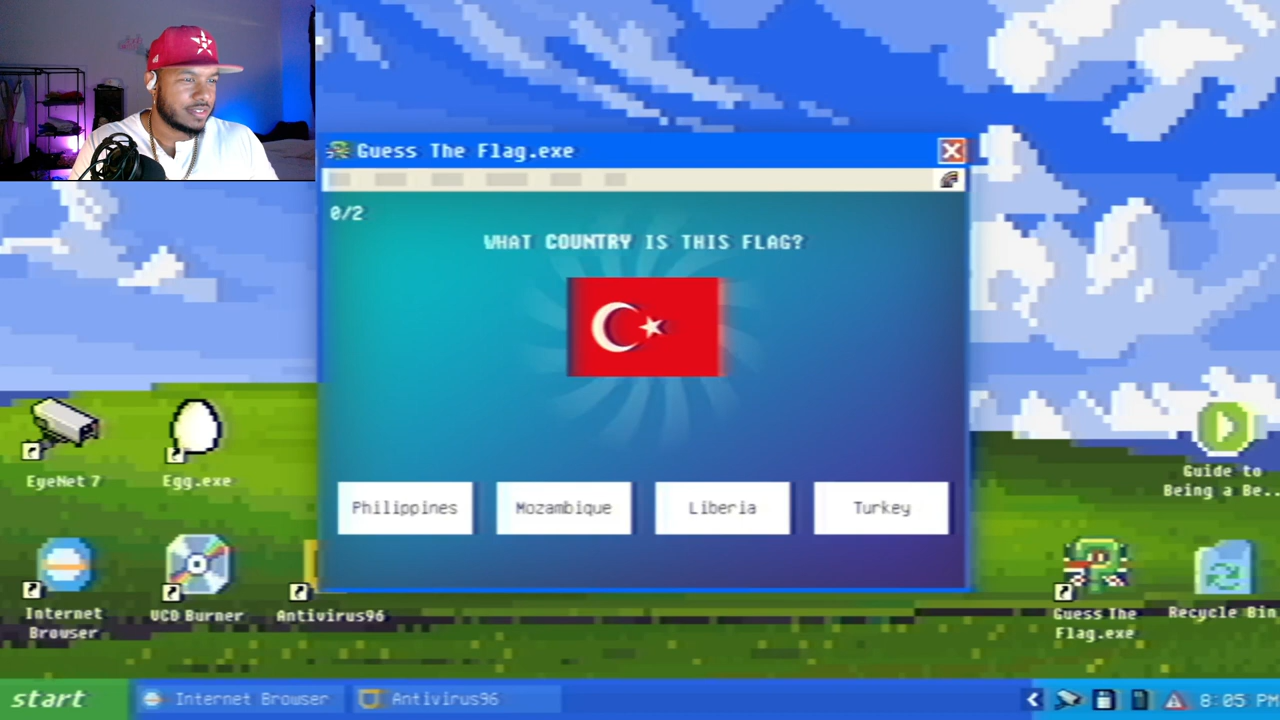 Guess The Flag.exe
0/2
WHAT COUNTRY IS THIS FLAG?
Philippines
Mozambique
Liberia
Turkey
EyeNet 7
Egg.exe
Guide to
Being a Be..
Internet
Browser
VCD Burner
Antivirus96
Guess The
Flag.exe
Recycle Bin
start
Internet Browser
Antivirus96
8:05 PM